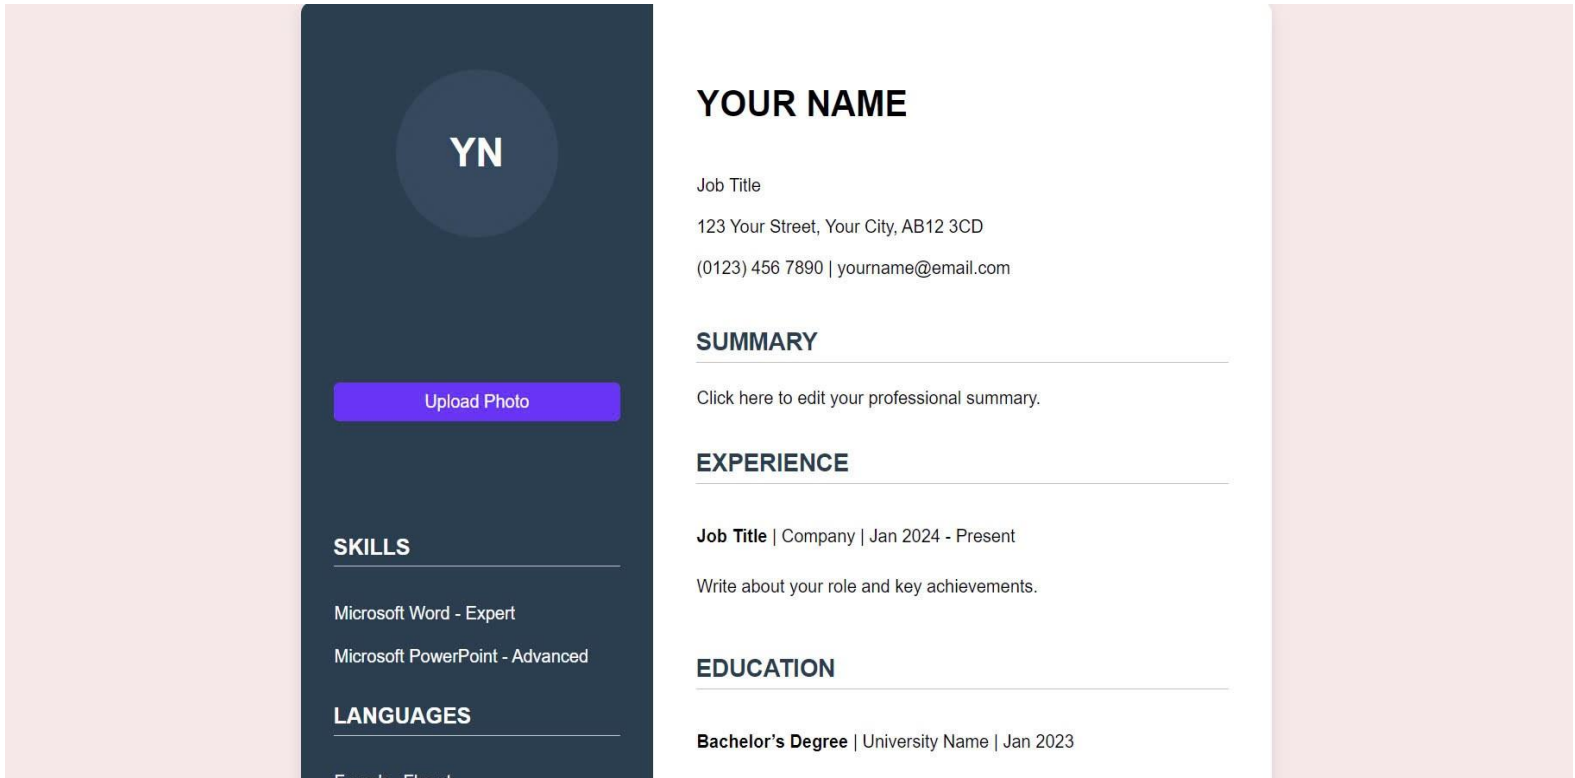 YN
Upload Photo
SKILLS
Microsoft Word - Expert
Microsoft PowerPoint - Advanced
LANGUAGES
YOUR NAME
Job Title
123 Your Street, Your City, AB12 3CD
(0123) 456 7890 | yourname@email.com
SUMMARY
Click here to edit your professional summary.
EXPERIENCE
Job Title | Company | Jan 2024 - Present
Write about your role and key achievements.
EDUCATION
Bachelor’s Degree | University Name | Jan 2023